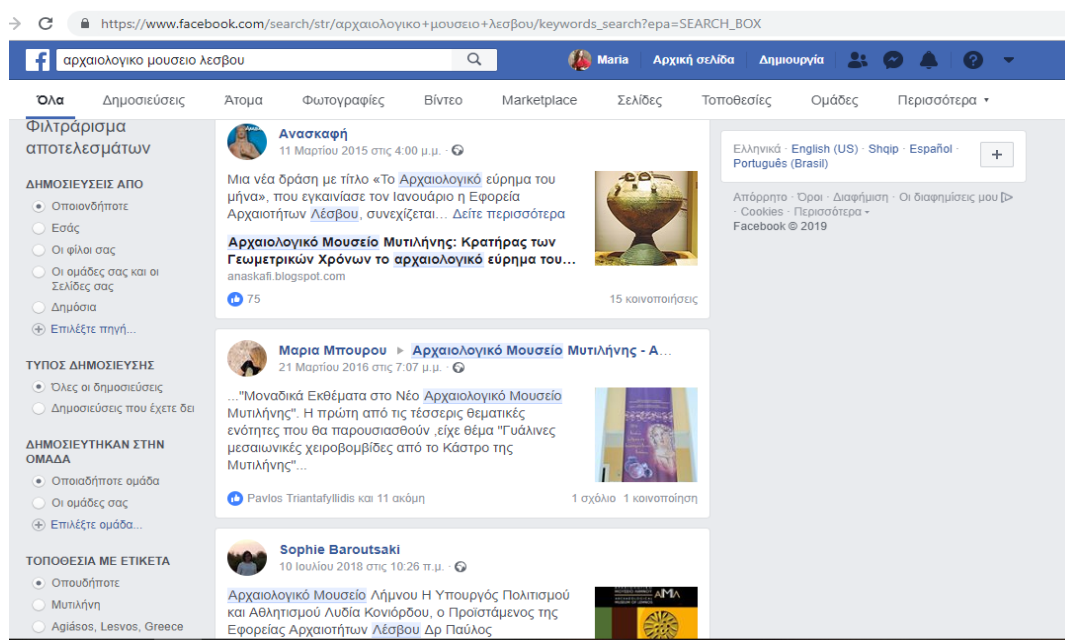 https://www.facebook.com/search/str/αρχαιολογικο+μουσειο+λεσβου/keywords_search?epa=SEARCH_BOX
αρχαιολογικο μουσειο λεσβου
Maria Αρχική σελίδα Δημιουργία
Όλα Δημοσιεύσεις Άτομα Φωτογραφίες Βίντεο Marketplace Σελίδες Τοποθεσίες Ομάδες Περισσότερα
Φιλτράρισμα
αποτελεσμάτων
ΔΗΜΟΣΙΕΥΣΕΙΣ ΑΠΟ
Οποιονδήποτε
Εσάς
Οι φίλοι σας
Οι ομάδες σας και οι
Σελίδες σας
Δημόσια
Επιλέξτε πηγή...
ΤΥΠΟΣ ΔΗΜΟΣΙΕΥΣΗΣ
Όλες οι δημοσιεύσεις
Δημοσιεύσεις που έχετε δει
ΔΗΜΟΣΙΕΥΤΗΚΑΝ ΣΤΗΝ
ΟΜΑΔΑ
Οποιαδήποτε ομάδα
Οι ομάδες σας
Επιλέξτε ομάδα...
ΤΟΠΟΘΕΣΙΑ ΜΕ ΕΤΙΚΕΤΑ
Οπουδήποτε
Μυτιλήνη
Agiásos, Lesvos, Greece
Ανασκαφή
11 Μαρτίου 2015 στις 4:00 μ.μ. ·
Μια νέα δράση με τίτλο «Το Αρχαιολογικό εύρημα του
μήνα», που εγκαινίασε τον Ιανουάριο η Εφορεία
Αρχαιοτήτων Λέσβου, συνεχίζεται… Δείτε περισσότερα
Αρχαιολογικό Μουσείο Μυτιλήνης: Κρατήρας των
Γεωμετρικών Χρόνων το αρχαιολογικό εύρημα του...
anaskafi.blogspot.com
75
15 κοινοποιήσεις
Μαρια Μπουρου ▸ Αρχαιολογικό Μουσείο Μυτιλήνης - Α...
21 Μαρτίου 2016 στις 7:07 μ.μ. ·
..."Μοναδικά Εκθέματα στο Νέο Αρχαιολογικό Μουσείο
Μυτιλήνης". Η πρώτη από τις τέσσερις θεματικές
ενότητες που θα παρουσιασθούν ,είχε θέμα "Γυάλινες
μεσαιωνικές χειροβομβίδες από το Κάστρο της
Μυτιλήνης"...
Pavlos Triantafyllidis και 11 ακόμη
1 σχόλιο 1 κοινοποίηση
Sophie Baroutsaki
10 Ιουλίου 2018 στις 10:26 π.μ. ·
Αρχαιολογικό Μουσείο Λήμνου Η Υπουργός Πολιτισμού
και Αθλητισμού Λυδία Κονιόρδου, ο Προϊστάμενος της
Εφορείας Αρχαιοτήτων Λέσβου Δρ Παύλος
Ελληνικά · English (US) · Shqip · Español ·
Português (Brasil)
Απόρρητο · Όροι · Διαφήμιση · Οι διαφημίσεις μου
· Cookies · Περισσότερα
Facebook © 2019